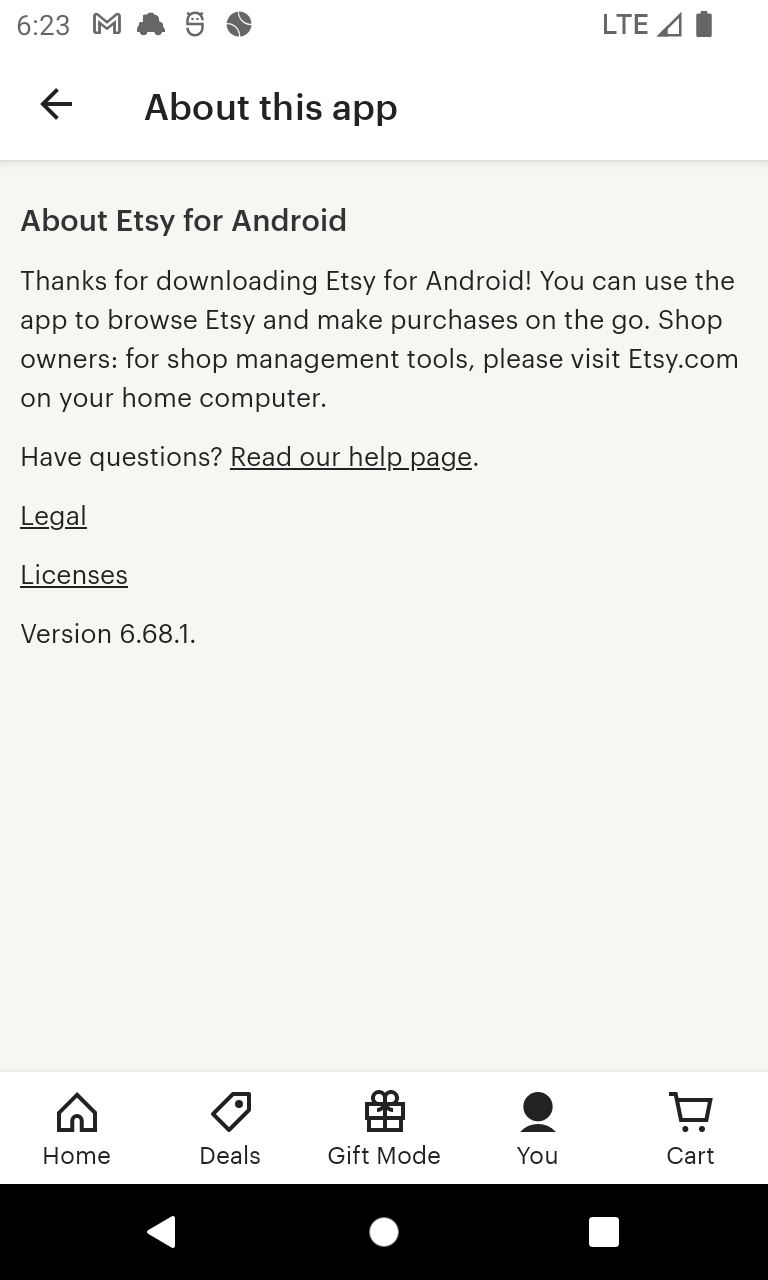 6:23
LTE
About this app
About Etsy for Android
Thanks for downloading Etsy for Android! You can use the
app to browse Etsy and make purchases on the go. Shop
owners: for shop management tools, please visit Etsy.com
on your home computer.
Have questions? Read our help page.
Legal
Licenses
Version 6.68.1.
Home
Deals
Gift Mode
You
Cart